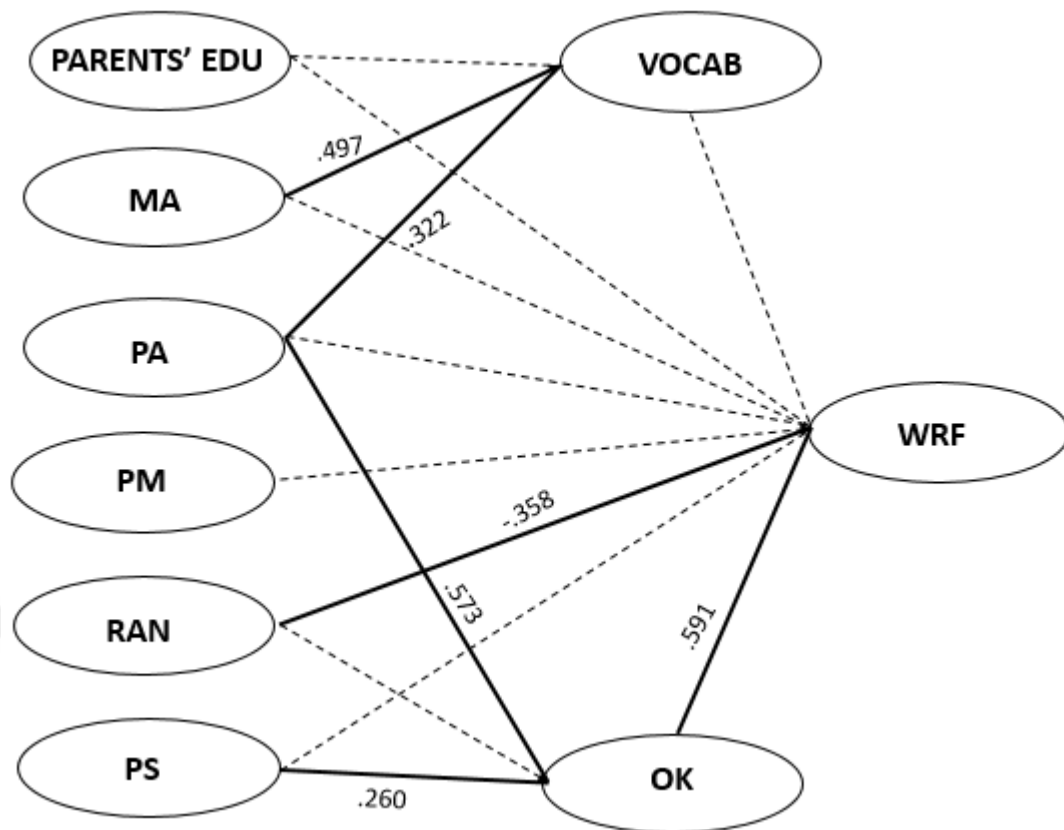 PARENTS' EDU
VOCAB
.497
MA
.322
PA
WRF
PM
-.358
.573
.591
RAN
PS
.260
OK